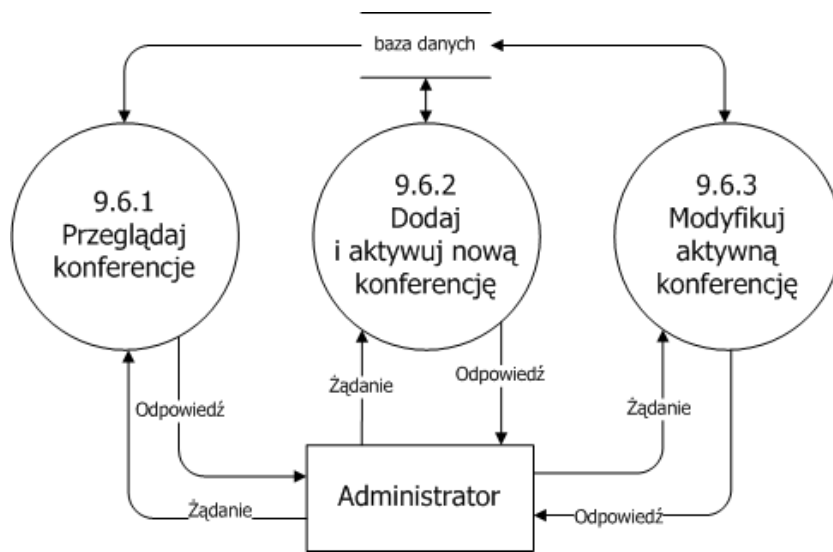 baza danych
9.6.1
Przeglądaj
konferencje
9.6.2
Dodaj
i aktywuj nową
konferencję
9.6.3
Modyfikuj
aktywną
konferencję
Odpowiedź
Żądanie
Żądanie
Odpowiedź
Żądanie
Odpowiedź
Administrator